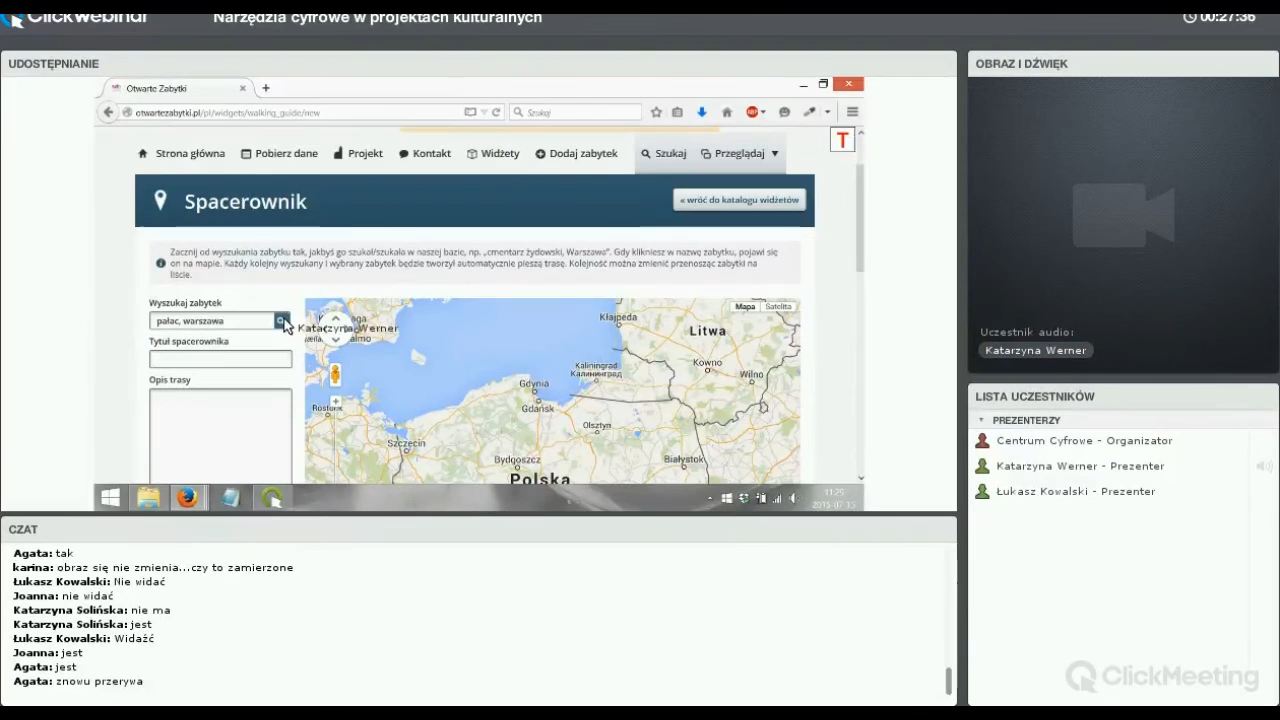 ClickWebinar
Narzędzia cyfrowe w projektach kulturalnych
00:27:36
UDOSTĘPNIANIE
Otwarte Zabytki
otwartezabytki.pl/pl/widgets/walking_guide/new
Szukaj
T
Strona główna
Pobierz dane
Projekt
Kontakt
Widżety
Dodaj zabytek
Szukaj
Przeglądaj
Spacerownik
« wróć do katalogu widżetów
Zacznij od wyszukania zabytku tak, jakbyś go szukał/szukała w naszej bazie, np. „cmentarz żydowski, Warszawa". Gdy klikniesz w nazwę zabytku, pojawi się
on na mapie. Każdy kolejny wyszukany i wybrany zabytek będzie tworzył automatycznie pieszą trasę. Kolejność można zmienić przenosząc zabytki na
liście.
Wyszukaj zabytek
pałac, warszawa
Tytuł spacerownika
Opis trasy
Katarzyna Werner
Mapa
Satelita
Kłajpeda
Litwa
Kaliningrad
Калининград
Kowno
Wilno
Gdynia
Gdańsk
Rostock
Olsztyn
Szczecin
Bydgoszcz
Białystok
Polska
11:29
2015-07-15
OBRAZ I DŹWIĘK
Uczestnik audio:
Katarzyna Werner
LISTA UCZESTNIKÓW
PREZENTERZY
Centrum Cyfrowe - Organizator
Katarzyna Werner - Prezenter
Łukasz Kowalski - Prezenter
CZAT
Agata: tak
karina: obraz się nie zmienia...czy to zamierzone
Łukasz Kowalski: Nie widać
Joanna: nie widać
Katarzyna Solińska: nie ma
Katarzyna Solińska: jest
Łukasz Kowalski: Widaźć
Joanna: jest
Agata: jest
Agata: znowu przerywa
ClickMeeting